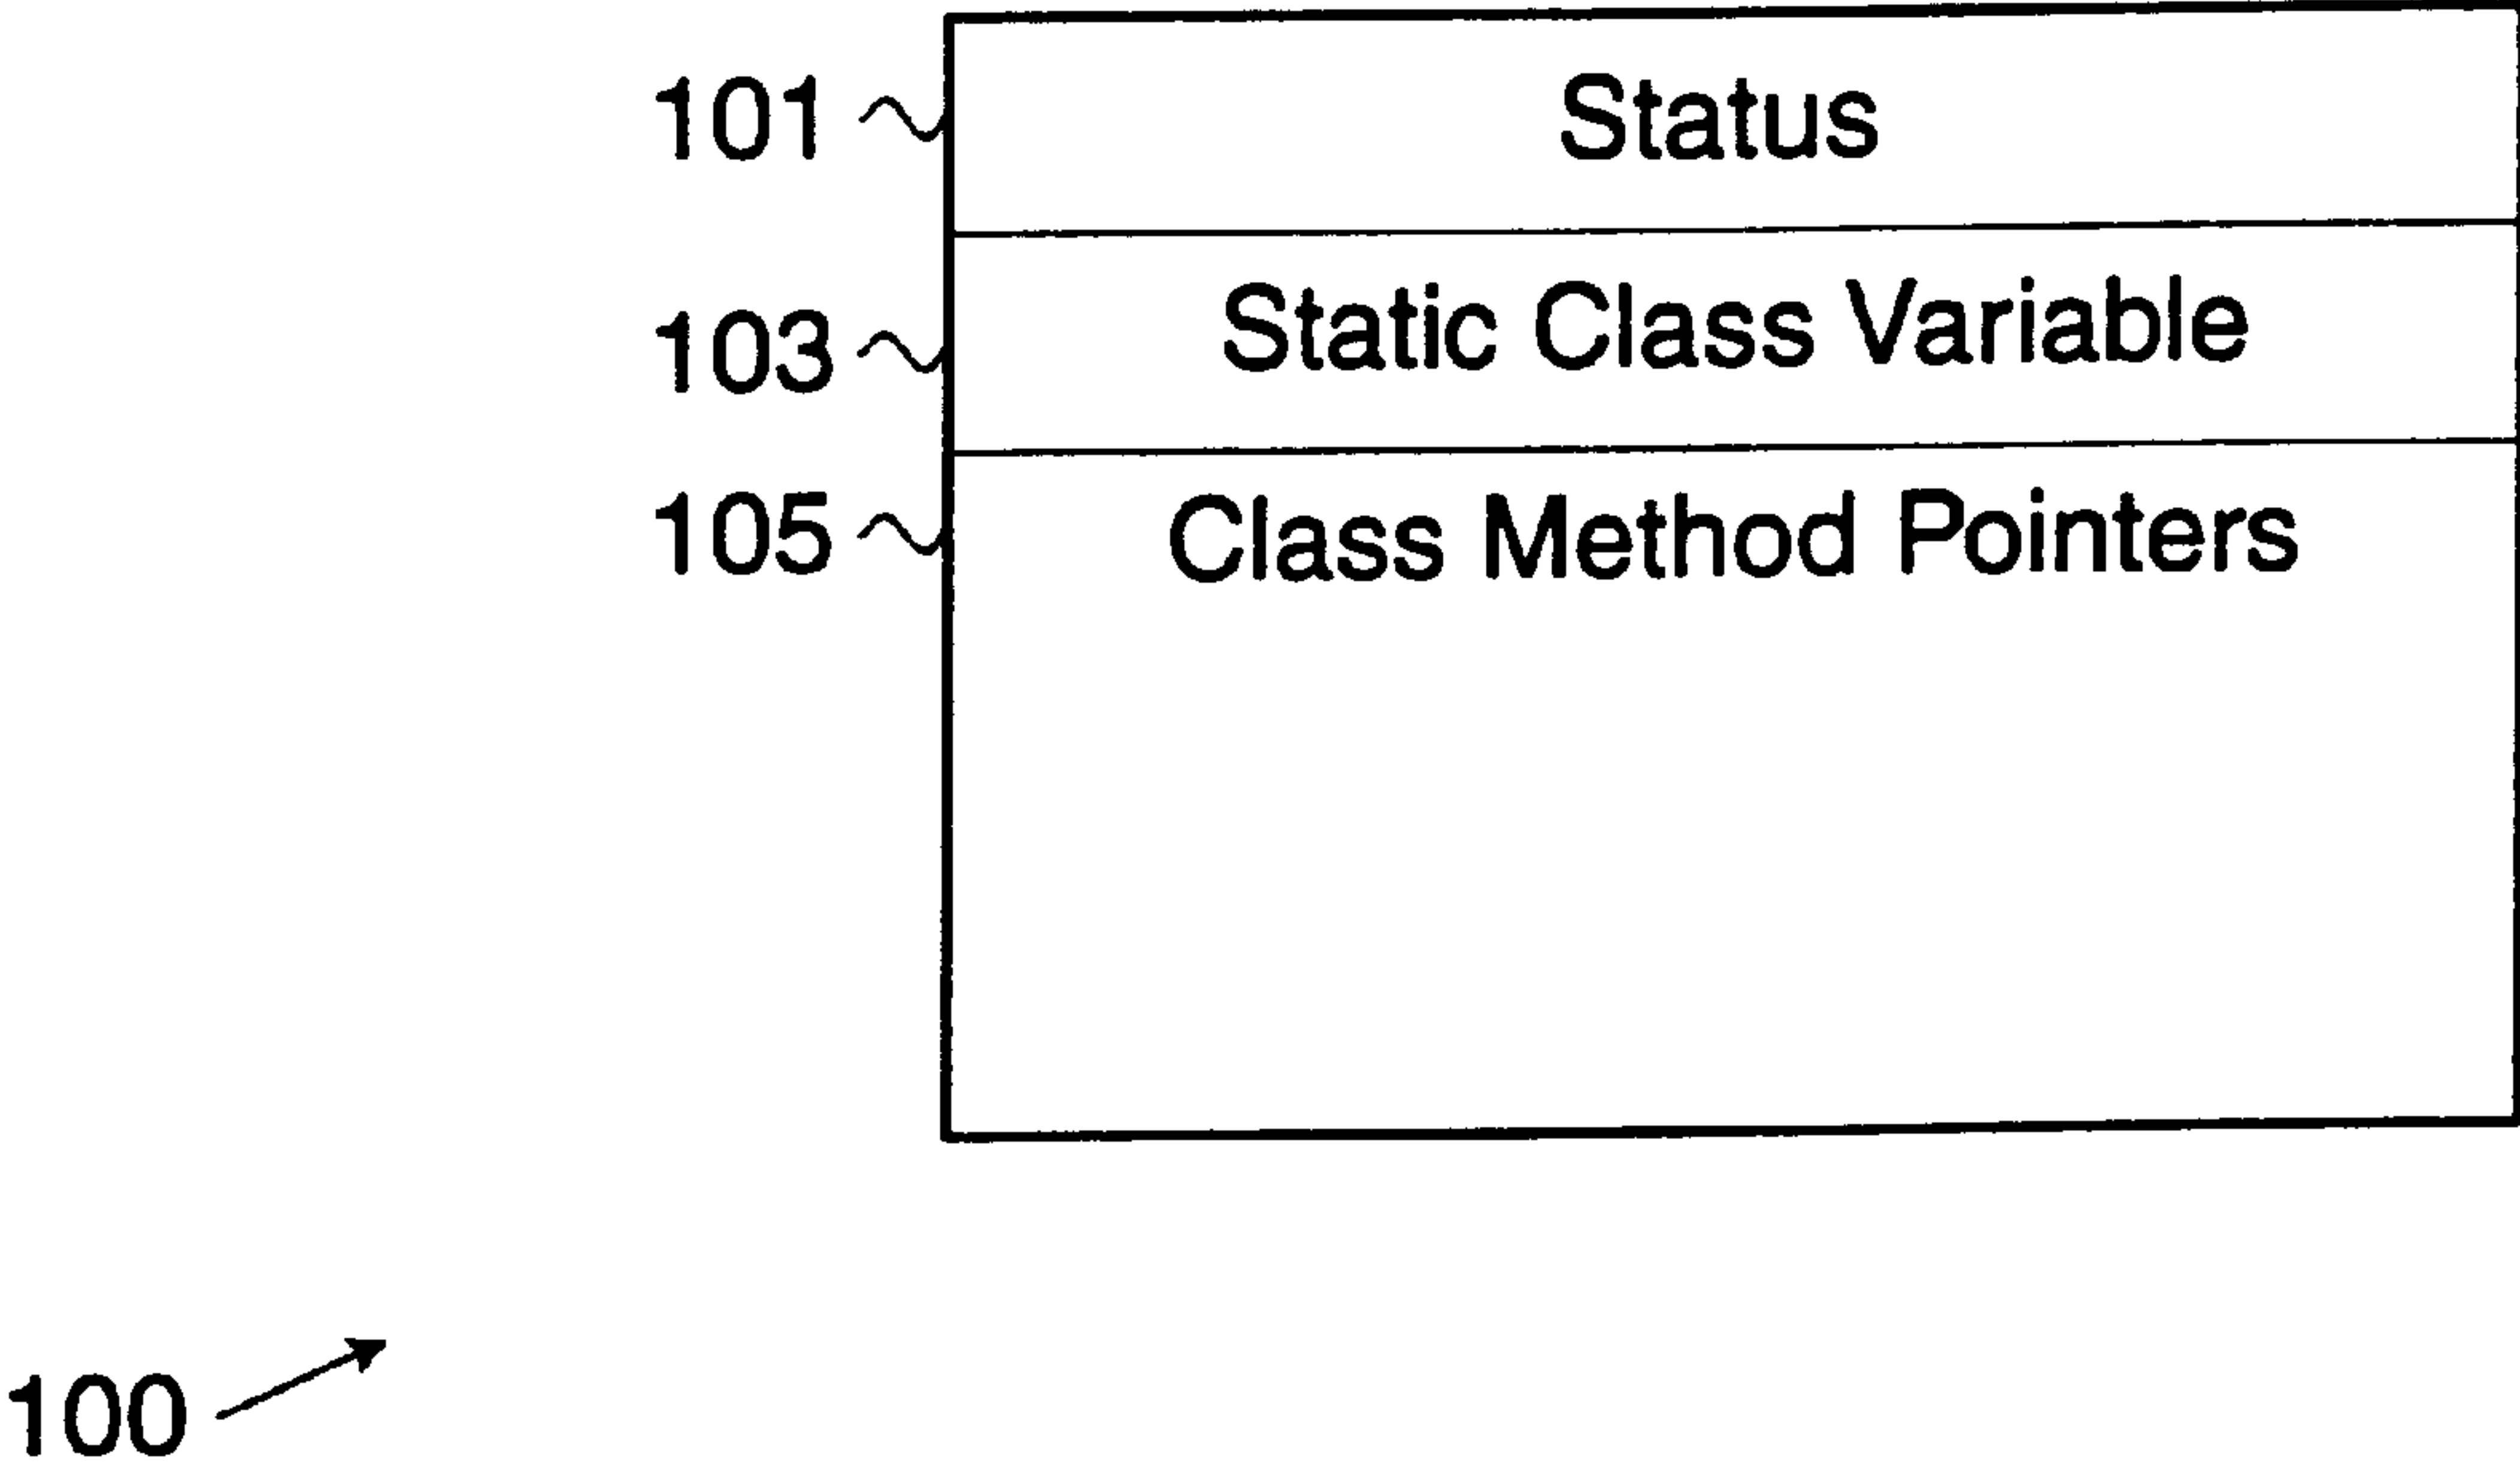 101 Status
103 Static Class Variable
105 Class Method Pointers
100